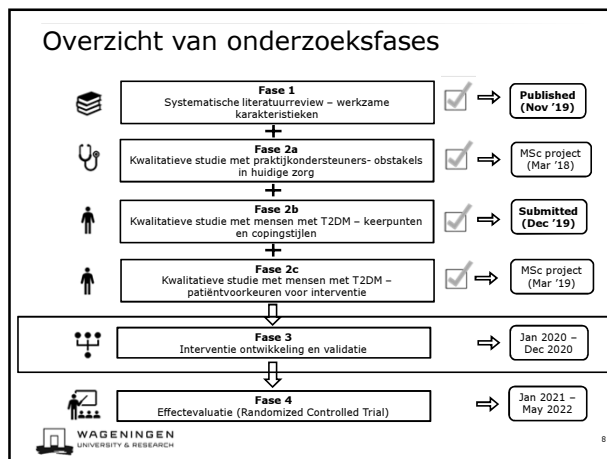 Overzicht van onderzoeksfases
Fase 1
Systematische literatuurreview – werkzame
karakteristieken
Published
(Nov '19)
+
Fase 2a
Kwalitatieve studie met praktijkondersteuners- obstakels
in huidige zorg
MSc project
(Mar '18)
+
Fase 2b
Kwalitatieve studie met mensen met T2DM – keerpunten
en copingstijlen
Submitted
(Dec '19)
+
Fase 2c
Kwalitatieve studie met mensen met T2DM –
patiëntvoorkeuren voor interventie
MSc project
(Mar '19)
Fase 3
Interventie ontwikkeling en validatie
Jan 2020 –
Dec 2020
Fase 4
Effectevaluatie (Randomized Controlled Trial)
Jan 2021 –
May 2022
WAGENINGEN
UNIVERSITY & RESEARCH
8